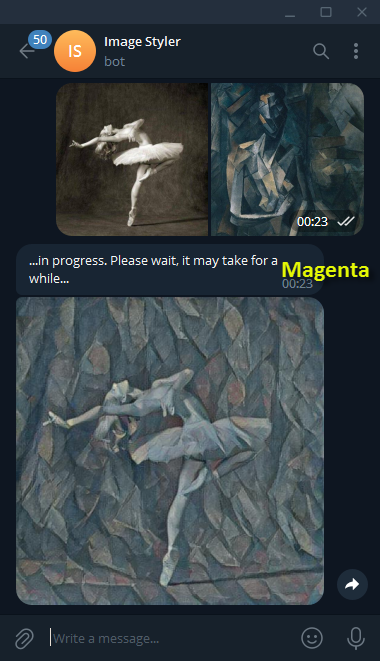 50
IS
Image Styler
bot
00:23
...in progress. Please wait, it may take for a
while...
00:23
Magenta
Write a message...